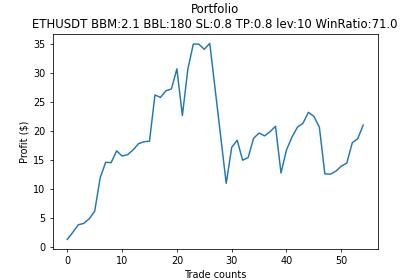 Portfolio
ETHUSDT BBM:2.1 BBL:180 SL:0.8 TP:0.8 lev:10 WinRatio:71.0
35
30
25
20
15
10
5
0
Profit ($)
0 10 20 30 40 50
Trade counts